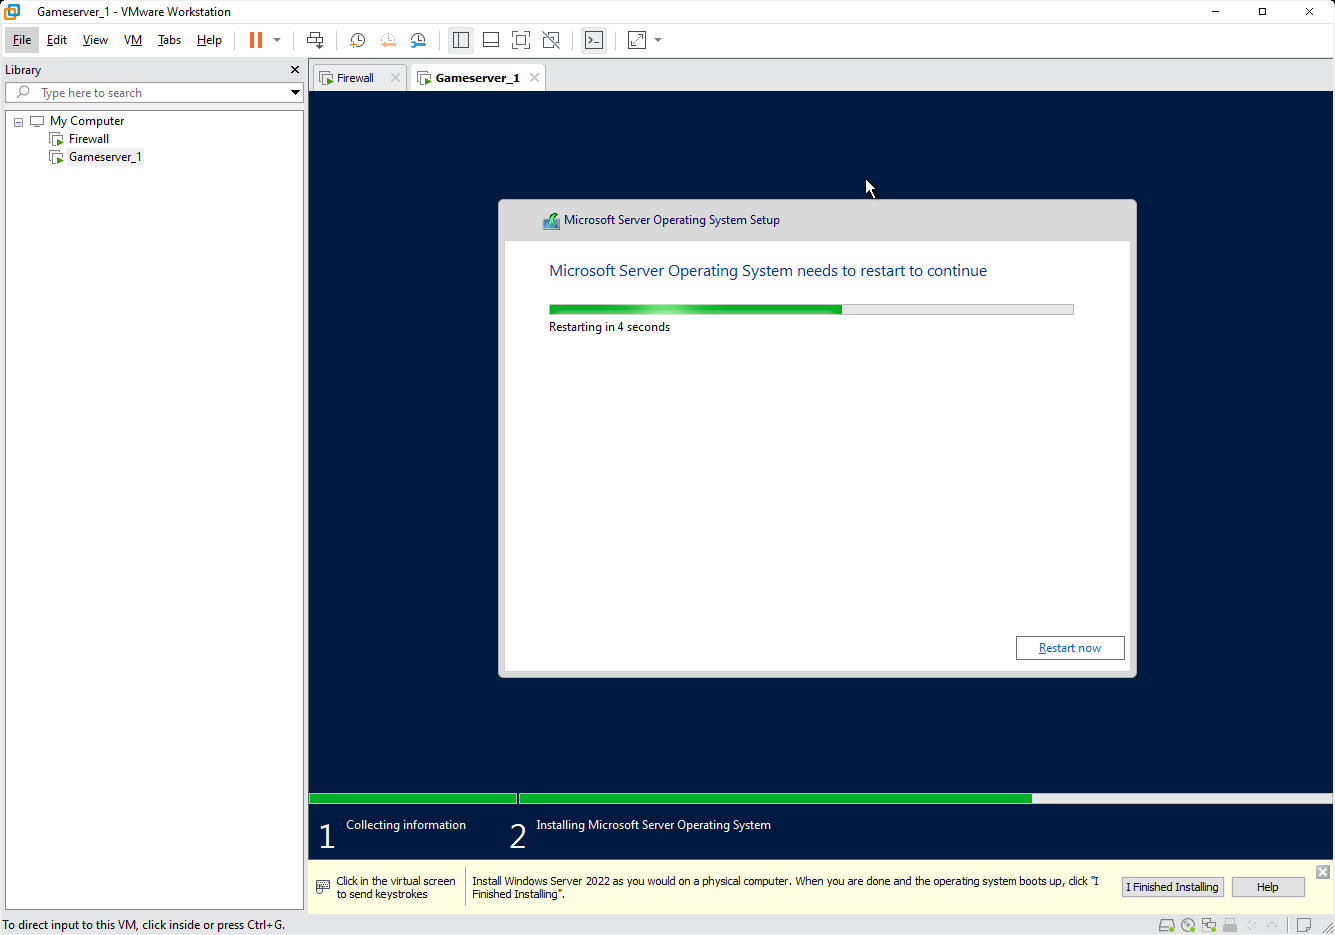 Gameserver_1 - VMware Workstation
File Edit View VM Tabs Help
Library
Type here to search
My Computer
Firewall
Gameserver_1
Firewall
Gameserver_1
Microsoft Server Operating System Setup
Microsoft Server Operating System needs to restart to continue
Restarting in 4 seconds
Restart now
1 Collecting information
2 Installing Microsoft Server Operating System
Click in the virtual screen
to send keystrokes
Install Windows Server 2022 as you would on a physical computer. When you are done and the operating system boots up, click "I
Finished Installing".
I Finished Installing
Help
To direct input to this VM, click inside or press Ctrl+G.